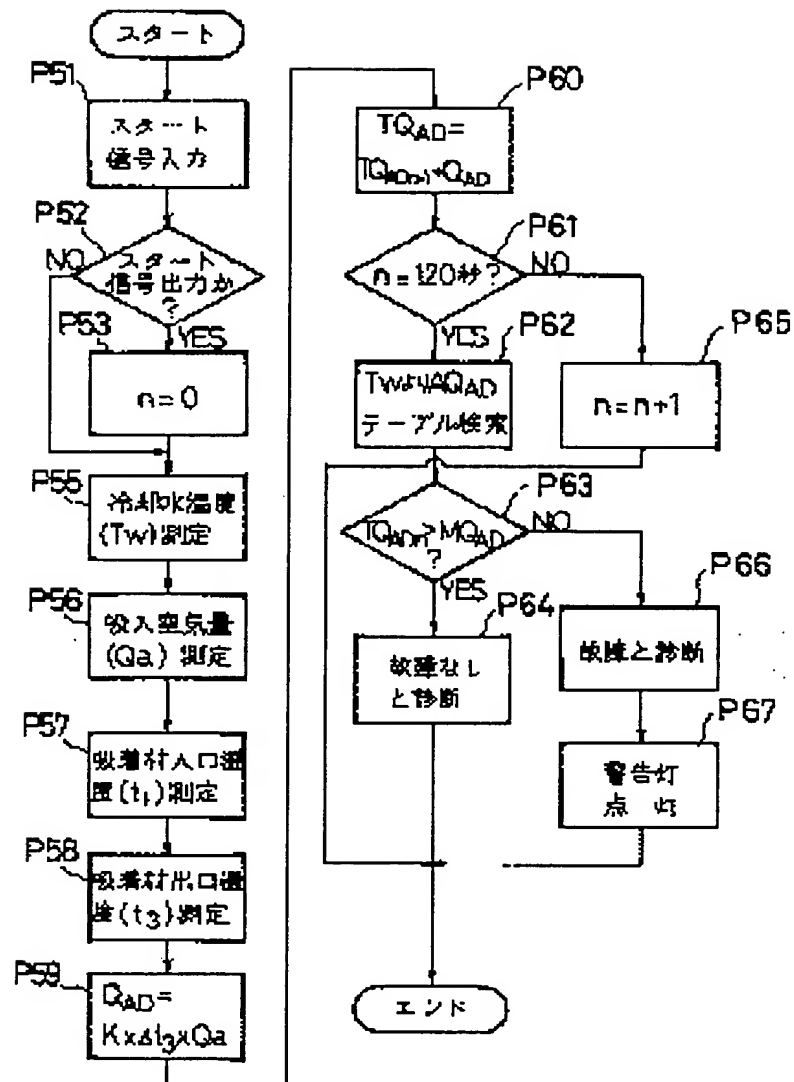 スタート
P51
スタート
信号入力
P52
スタート
信号出力か
?
NO
YES
P53
n=0
P55
冷却水温度
(Tw)測定
P56
吸入空気量
(Qa)測定
P57
吸着材入口温
度(t1)測定
P58
吸着材出口温
度(t3)測定
P59
QAD=
K×Δt3×Qa
P60
TQAD=
TQADn-1+QAD
P61
n=120秒?
NO
YES
P62
TwよりAQAD
テーブル検索
P65
n=n+1
P63
TQADn>MQAD
?
NO
YES
P64
故障なし
と診断
P66
故障と診断
P67
警告灯
点灯
エンド